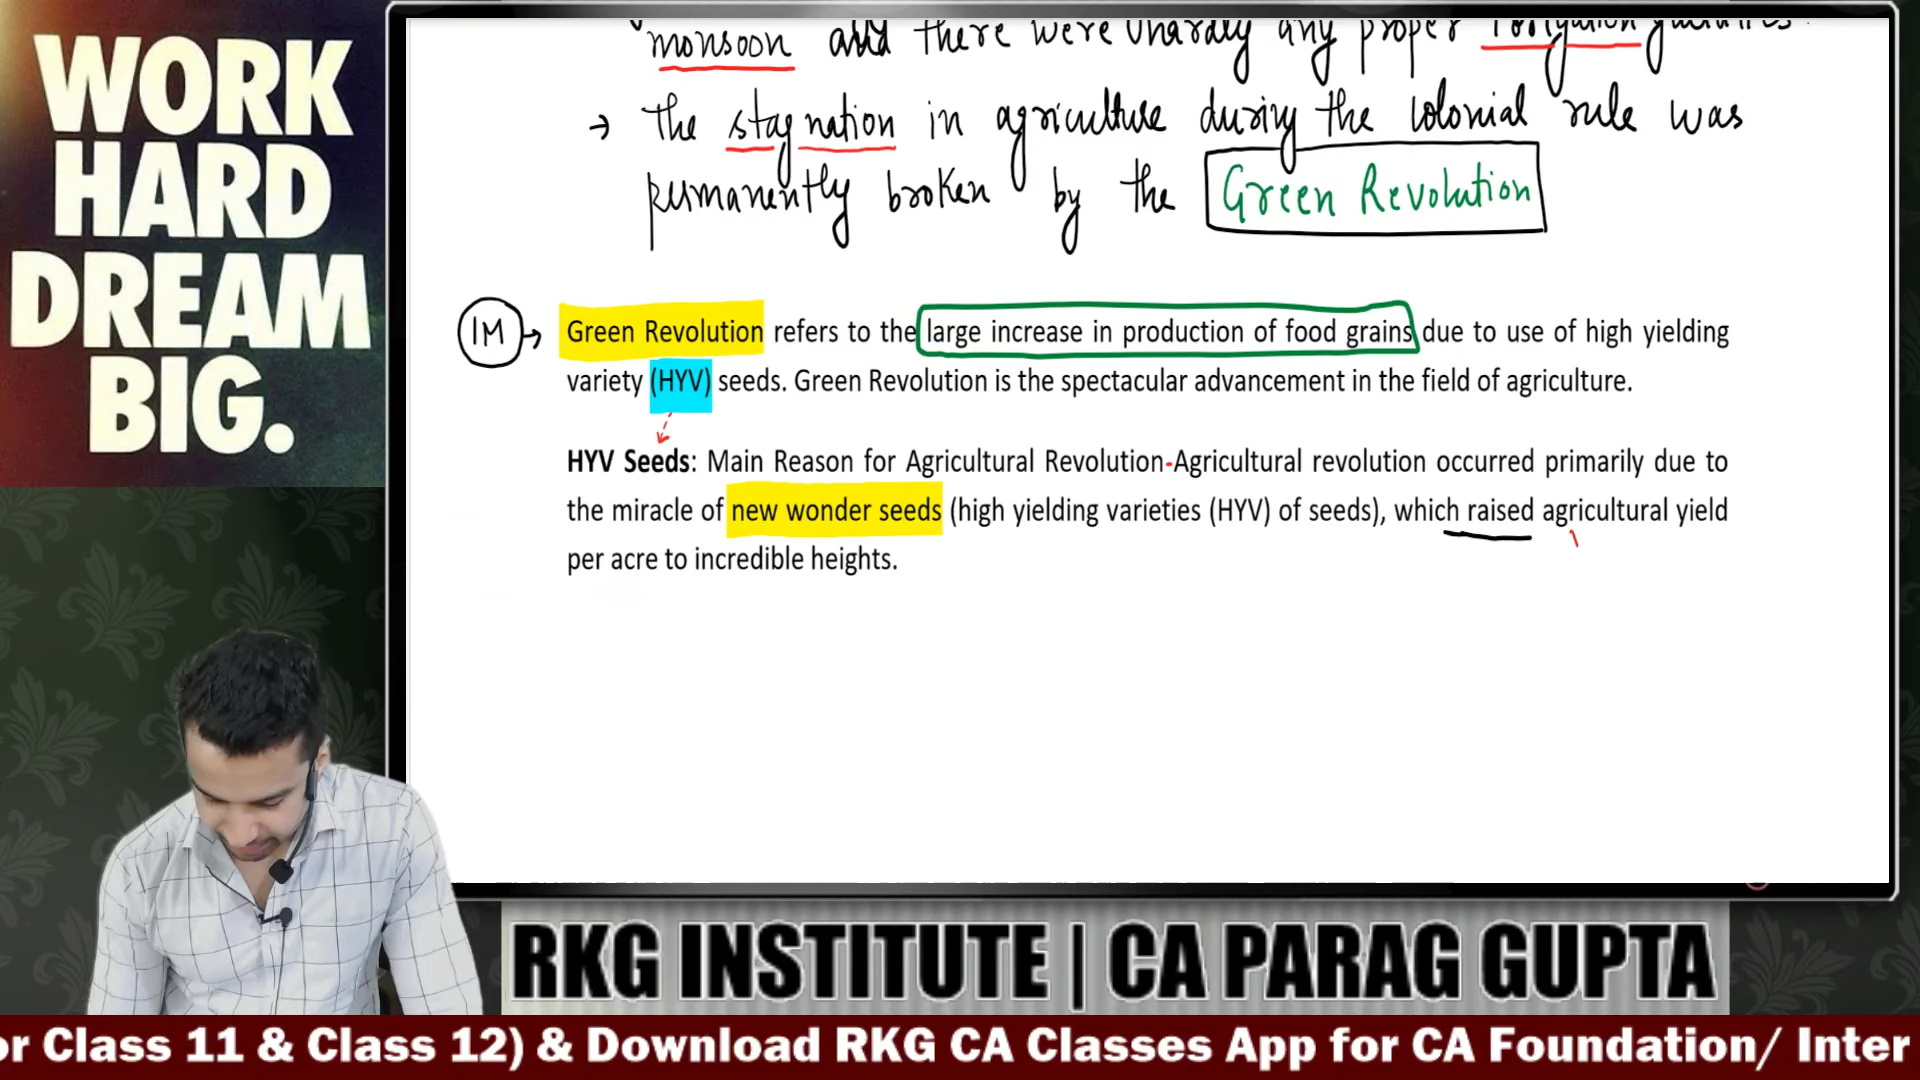 WORK
HARD
DREAM
BIG.
monsoon and there were hardly any proper
→ The stagnation in agriculture during the colonial rule was
permanently broken by the Green Revolution
1M → Green Revolution refers to the large increase in production of food grains due to use of high yielding
variety (HYV) seeds. Green Revolution is the spectacular advancement in the field of agriculture.
HYV Seeds: Main Reason for Agricultural Revolution-Agricultural revolution occurred primarily due to
the miracle of new wonder seeds (high yielding varieties (HYV) of seeds), which raised agricultural yield
per acre to incredible heights.
RKG INSTITUTE | CA PARAG GUPTA
or Class 11 & Class 12) & Download RKG CA Classes App for CA Foundation/ Inter